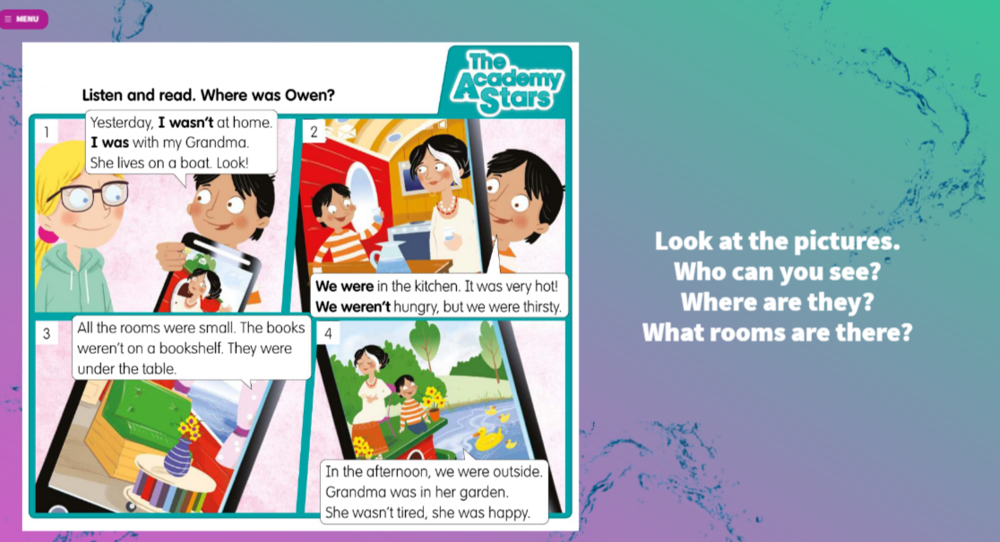 MENU
The
Academy
Stars
Listen and read. Where was Owen?
1
Yesterday, I wasn't at home.
I was with my Grandma.
She lives on a boat. Look!
2
We were in the kitchen. It was very hot!
We weren't hungry, but we were thirsty.
3
All the rooms were small. The books
weren't on a bookshelf. They were
under the table.
4
In the afternoon, we were outside.
Grandma was in her garden.
She wasn't tired, she was happy.
Look at the pictures.
Who can you see?
Where are they?
What rooms are there?